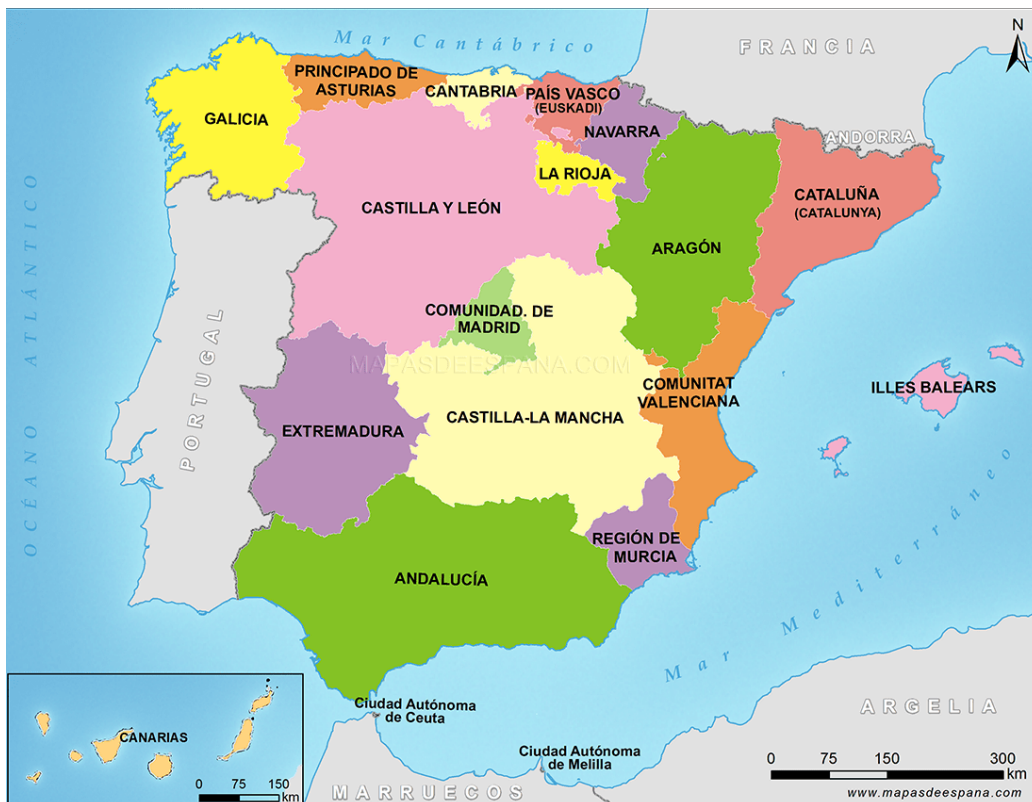 Mar Cantábrico
FRANCIA
N
PRINCIPADO DE
ASTURIAS
CANTABRIA
PAÍS VASCO
(EUSKADI)
GALICIA
NAVARRA
ANDORRA
LA RIOJA
CATALUÑA
(CATALUNYA)
CASTILLA Y LEÓN
ARAGÓN
OCÉANO ATLÁNTICO
COMUNIDAD. DE
MADRID
PORTUGAL
MAPASDEESPANA.COM
COMUNITAT
VALENCIANA
ILLES BALEARS
CASTILLA-LA MANCHA
EXTREMADURA
REGIÓN DE
MURCIA
ANDALUCÍA
Mar Mediterráneo
Ciudad Autónoma
de Ceuta
ARGELIA
CANARIAS
Ciudad Autónoma
de Melilla
0 75 150
km
0 75 150 300
km
MARRUECOS
www.mapasdeespana.com